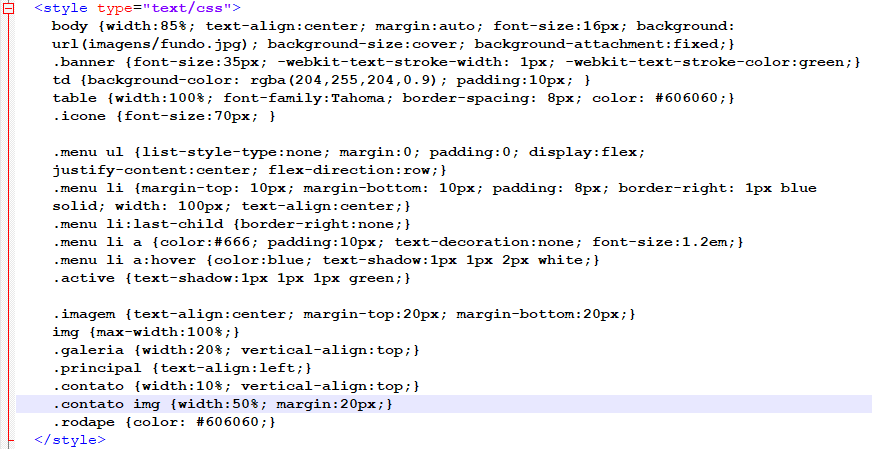 <style type="text/css">
body {width:85%; text-align:center; margin:auto; font-size:16px; background:
url(imagens/fundo.jpg); background-size:cover; background-attachment:fixed;}
.banner {font-size:35px; -webkit-text-stroke-width: 1px; -webkit-text-stroke-color:green;}
td {background-color: rgba(204,255,204,0.9); padding:10px; }
table {width:100%; font-family:Tahoma; border-spacing: 8px; color: #606060;}
.icone {font-size:70px; }
.menu ul {list-style-type:none; margin:0; padding:0; display:flex;
justify-content:center; flex-direction:row;}
.menu li {margin-top: 10px; margin-bottom: 10px; padding: 8px; border-right: 1px blue
solid; width: 100px; text-align:center;}
.menu li:last-child {border-right:none;}
.menu li a {color:#666; padding:10px; text-decoration:none; font-size:1.2em;}
.menu li a:hover {color:blue; text-shadow:1px 1px 2px white;}
.active {text-shadow:1px 1px 1px green;}
.imagem {text-align:center; margin-top:20px; margin-bottom:20px;}
img {max-width:100%;}
.galeria {width:20%; vertical-align:top;}
.principal {text-align:left;}
.contato {width:10%; vertical-align:top;}
.contato img {width:50%; margin:20px;}
.rodape {color: #606060;}
</style>